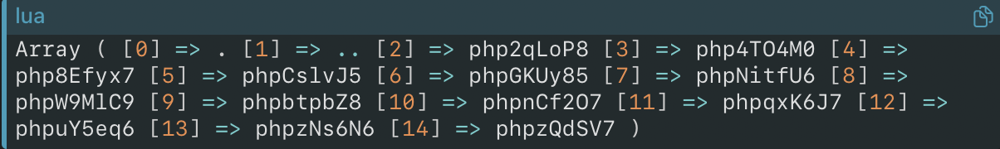 lua
Array ( [0] => . [1] => .. [2] => php2qLoP8 [3] => php4TO4M0 [4] =>
php8Efyx7 [5] => phpCslvJ5 [6] => phpGKUy85 [7] => phpNitfU6 [8] =>
phpW9MlC9 [9] => phpbtpbZ8 [10] => phpnCf2O7 [11] => phpqxK6J7 [12] =>
phpuY5eq6 [13] => phpzNs6N6 [14] => phpzQdSV7 )